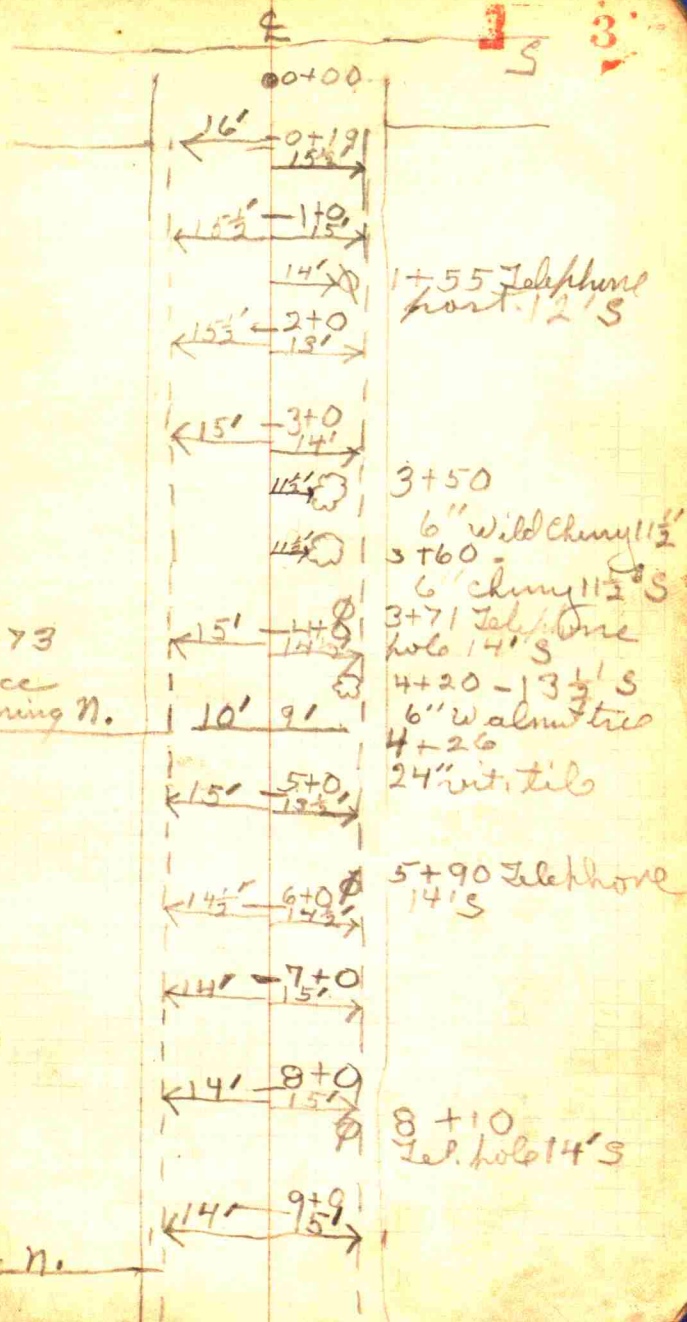 ℄
1 3
S
0+00
16' 0+19
15½'
15½' 1+0
15'
14' 1+55 Telephone
post. 12'S
15½' 2+0
13'
15' 3+0
14'
11½' 3+50
6" Wild Cherry 11½'
11½' 3+60 -
6" cherry 11½'S
3+71 Telephone
pole 14'S
73
15' 4+0
14½'
4+20 - 13½'S
6" Walnut tree
N.
10' 9' 4+26
24" vit. tile
15' 5+0
13½'
5+90 Telephone
14'S
14½' 6+0
14½'
14' 7+0
15'
14' 8+0
15'
8+10
Tel. pole 14'S
14' 9+0
15'
N.